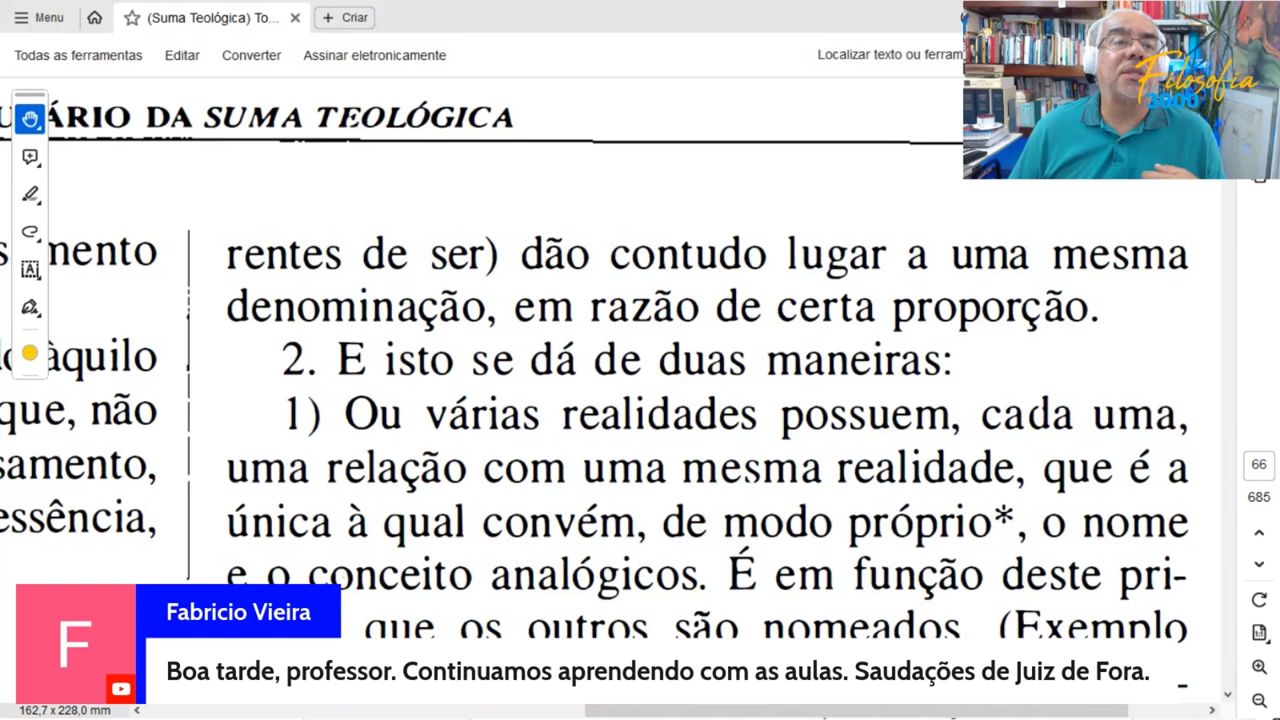 Menu
(Suma Teológica) To...
Criar
Todas as ferramentas
Editar
Converter
Assinar eletronicamente
Localizar texto ou ferram
Filosofia
ÁRIO DA SUMA TEOLÓGICA
mento
àquilo
que, não
samento,
essência,
rentes de ser) dão contudo lugar a uma mesma
denominação, em razão de certa proporção.
2. E isto se dá de duas maneiras:
1) Ou várias realidades possuem, cada uma,
uma relação com uma mesma realidade, que é a
única à qual convém, de modo próprio*, o nome
e o conceito analógicos. É em função deste pri-
que os outros são nomeados. (Exemplo
66
685
F
Fabricio Vieira
Boa tarde, professor. Continuamos aprendendo com as aulas. Saudações de Juiz de Fora.
162,7 x 228,0 mm